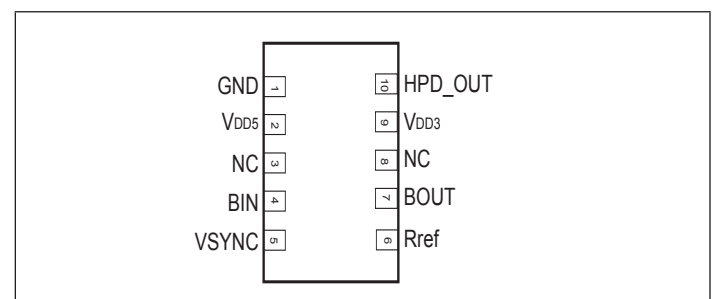 GND 1 10 HPD_OUT
VDD5 2 9 VDD3
NC 3 8 NC
BIN 4 7 BOUT
VSYNC 5 6 Rref